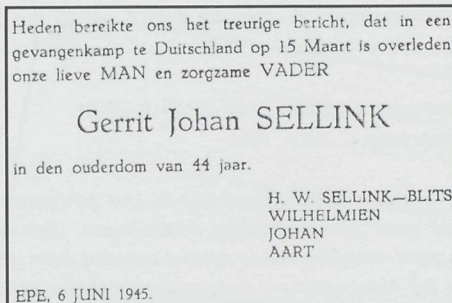 Heden bereikte ons het treurige bericht, dat in een
gevangenkamp te Duitschland op 15 Maart is overleden
onze lieve MAN en zorgzame VADER
Gerrit Johan SELLINK
in den ouderdom van 44 jaar.
H. W. SELLINK—BLITS
WILHELMIEN
JOHAN
AART
EPE, 6 JUNI 1945.